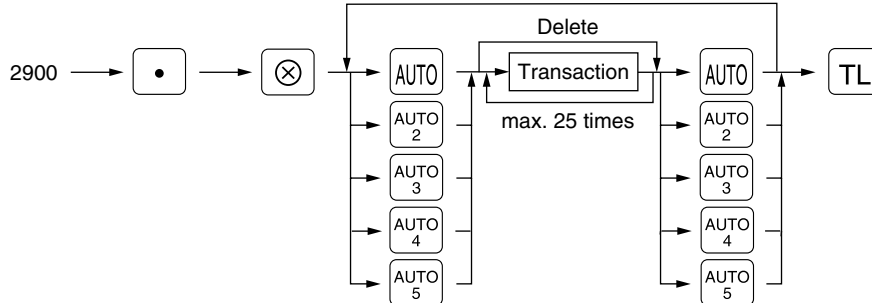 Delete
2900 • ⊗ AUTO Transaction AUTO TL
max. 25 times
AUTO 2 AUTO 2
AUTO 3 AUTO 3
AUTO 4 AUTO 4
AUTO 5 AUTO 5